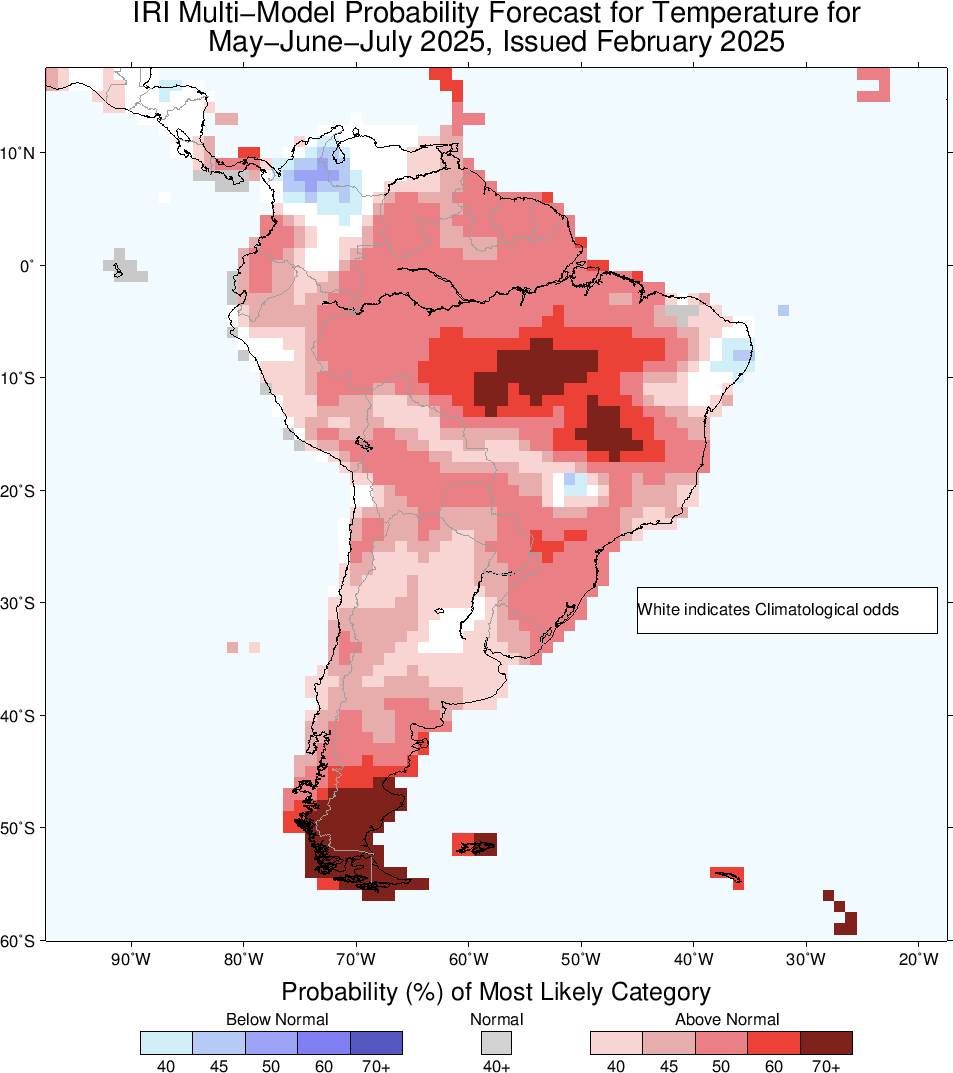 IRI Multi−Model Probability Forecast for Temperature for
May−June−July 2025, Issued February 2025
10˚N
0˚
10˚S
20˚S
30˚S
White indicates Climatological odds
40˚S
50˚S
60˚S
90˚W 80˚W 70˚W 60˚W 50˚W 40˚W 30˚W 20˚W
Probability (%) of Most Likely Category
Below Normal Normal Above Normal
40 45 50 60 70+ 40+ 40 45 50 60 70+